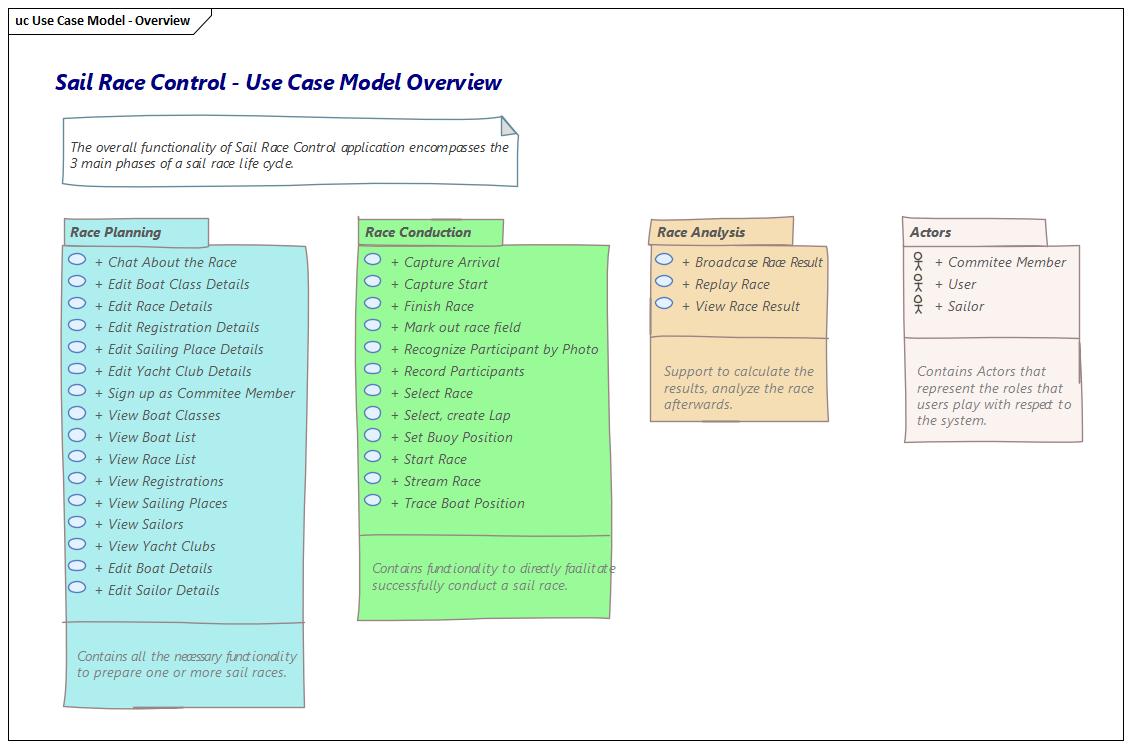 uc Use Case Model - Overview
Sail Race Control - Use Case Model Overview
The overall functionality of Sail Race Control application encompasses the
3 main phases of a sail race life cycle.
Race Planning
+ Chat About the Race
+ Edit Boat Class Details
+ Edit Race Details
+ Edit Registration Details
+ Edit Sailing Place Details
+ Edit Yacht Club Details
+ Sign up as Commitee Member
+ View Boat Classes
+ View Boat List
+ View Race List
+ View Registrations
+ View Sailing Places
+ View Sailors
+ View Yacht Clubs
+ Edit Boat Details
+ Edit Sailor Details
Contains all the necessary functionality
to prepare one or more sail races.
Race Conduction
+ Capture Arrival
+ Capture Start
+ Finish Race
+ Mark out race field
+ Recognize Participant by Photo
+ Record Participants
+ Select Race
+ Select, create Lap
+ Set Buoy Position
+ Start Race
+ Stream Race
+ Trace Boat Position
Contains functionality to directly facilitate
successfully conduct a sail race.
Race Analysis
+ Broadcase Race Result
+ Replay Race
+ View Race Result
Support to calculate the
results, analyze the race
afterwards.
Actors
+ Commitee Member
+ User
+ Sailor
Contains Actors that
represent the roles that
users play with respect to
the system.